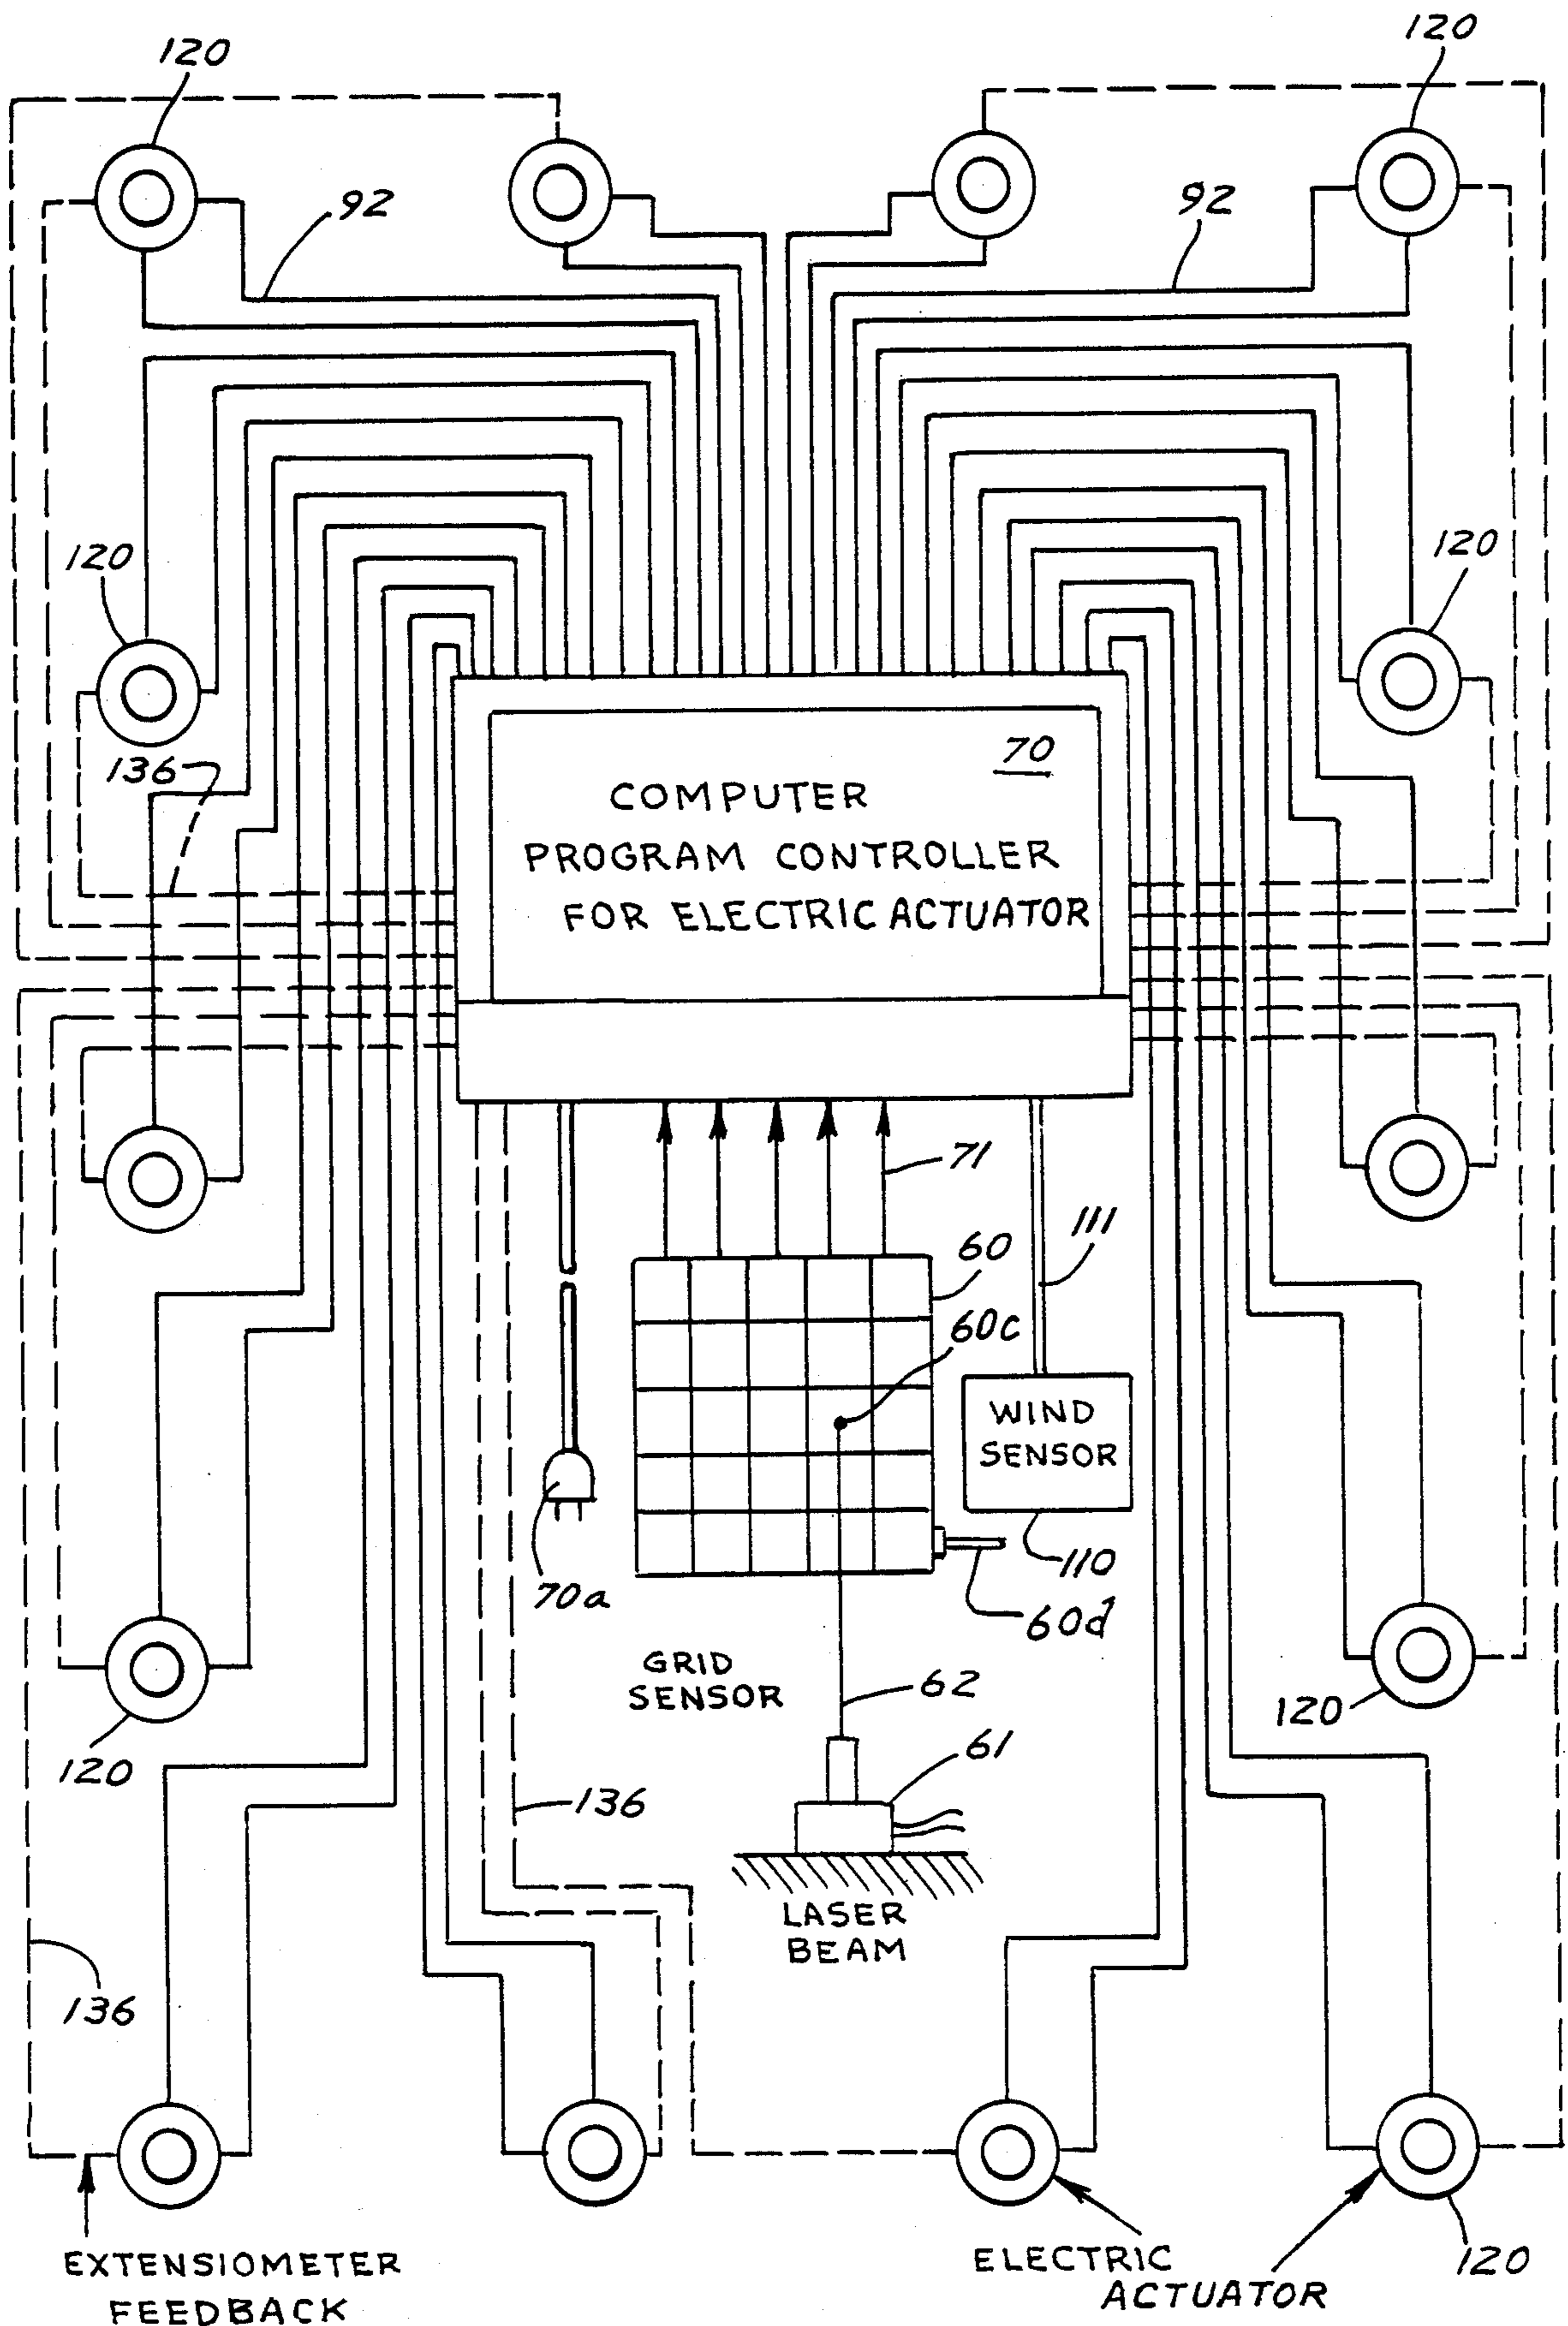 120
120
92
92
120
120
136
70
COMPUTER
PROGRAM CONTROLLER
FOR ELECTRIC ACTUATOR
71
60
111
60c
WIND
SENSOR
70a
110
60d
GRID
SENSOR
62
120
120
61
136
LASER
BEAM
136
EXTENSIOMETER
FEEDBACK
ELECTRIC
ACTUATOR
120